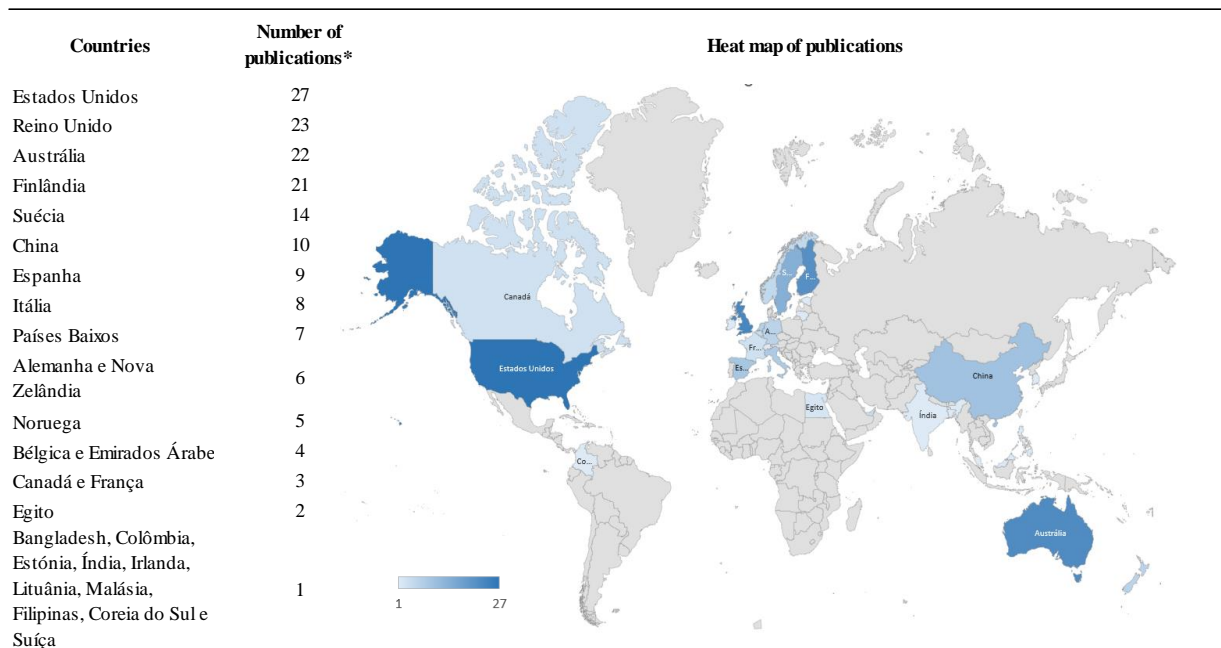 Countries
Number of
publications*
Heat map of publications
Estados Unidos 27
Reino Unido 23
Austrália 22
Finlândia 21
Suécia 14
China 10
Espanha 9
Itália 8
Países Baixos 7
Alemanha e Nova
Zelândia
6
Noruega 5
Bélgica e Emirados Árabe 4
Canadá e França 3
Egito 2
Bangladesh, Colômbia,
Estónia, Índia, Irlanda,
Lituânia, Malásia,
Filipinas, Coreia do Sul e
Suíça
1
Canadá
Estados Unidos
S...
F...
A...
Fr...
Es...
China
Egito
Índia
Co...
Austrália
1
27